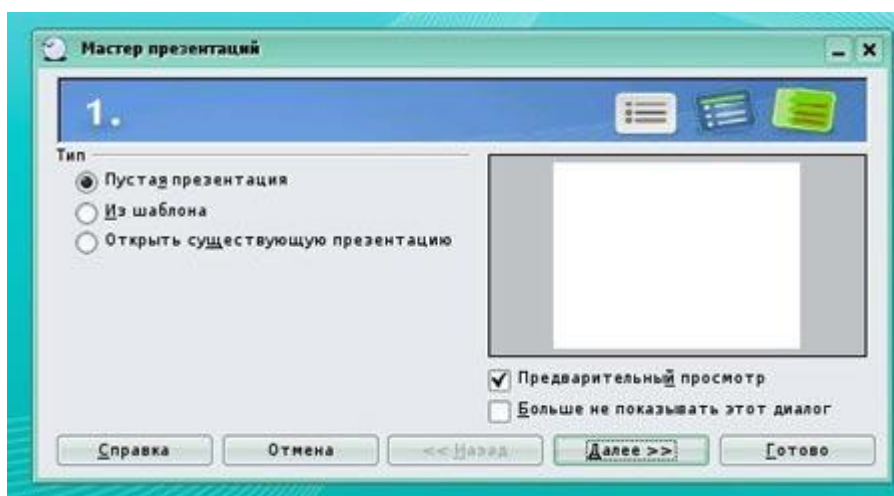 Мастер презентаций
1.
Тип
Пустая презентация
Из шаблона
Открыть существующую презентацию
Предварительный просмотр
Больше не показывать этот диалог
Справка
Отмена
<< Назад
Далее >>
Готово